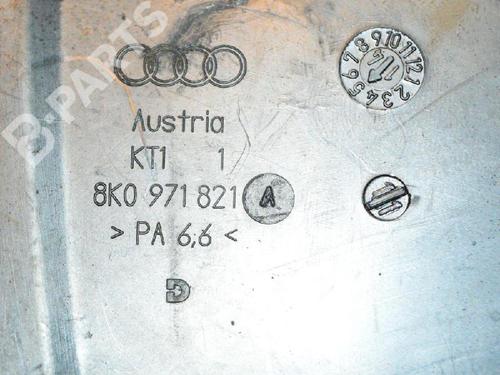 B-PARTS
1 2 3 4 5 6 7 8 9 10 11 12
11
Austria
KT1 1
8K0 971 821 A
> PA 6,6 <
D